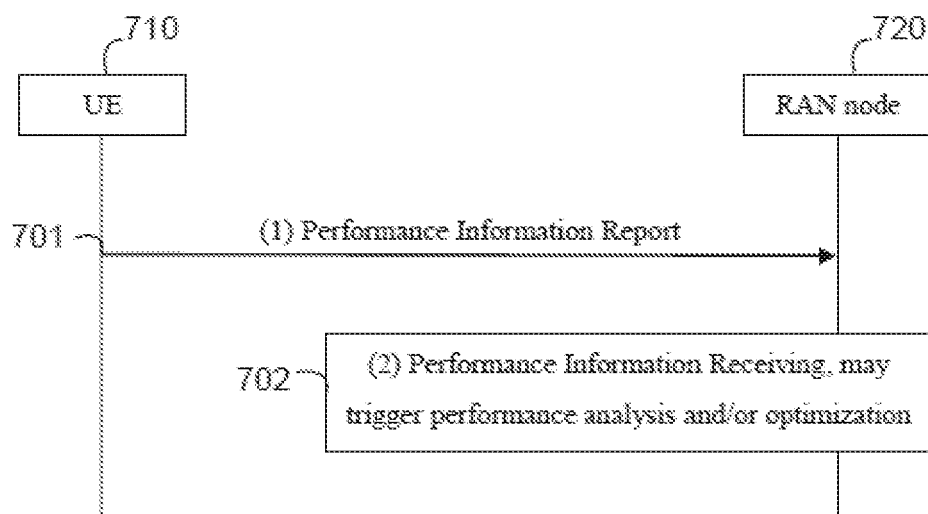 710
720
UE
RAN node
701
(1) Performance Information Report
(2) Performance Information Receiving, may
702
trigger performance analysis and/or optimization